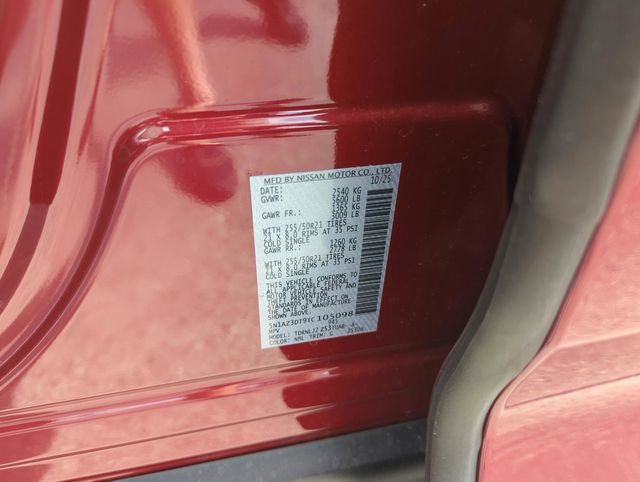 MFD BY NISSAN MOTOR CO., LTD.
DATE: 10/25
GVWR: 2540 KG
5600 LB
GAWR FR.: 1365 KG
3009 LB
WITH 255/50R21 TIRES
21 x 8.0 RIMS AT 35 PSI
COLD SINGLE
GAWR RR.: 1260 KG
2778 LB
WITH 255/50R21 TIRES
21 x 8.0 RIMS AT 35 PSI
COLD SINGLE
THIS VEHICLE CONFORMS TO
ALL APPLICABLE FEDERAL
MOTOR VEHICLE SAFETY AND
THEFT PREVENTION STANDARDS
IN EFFECT ON THE DATE OF MANUFACTURE
SHOWN ABOVE.
5N1AZ3DT9TC105098
MPV
MODEL:
COLOR: NBL TRIM: G